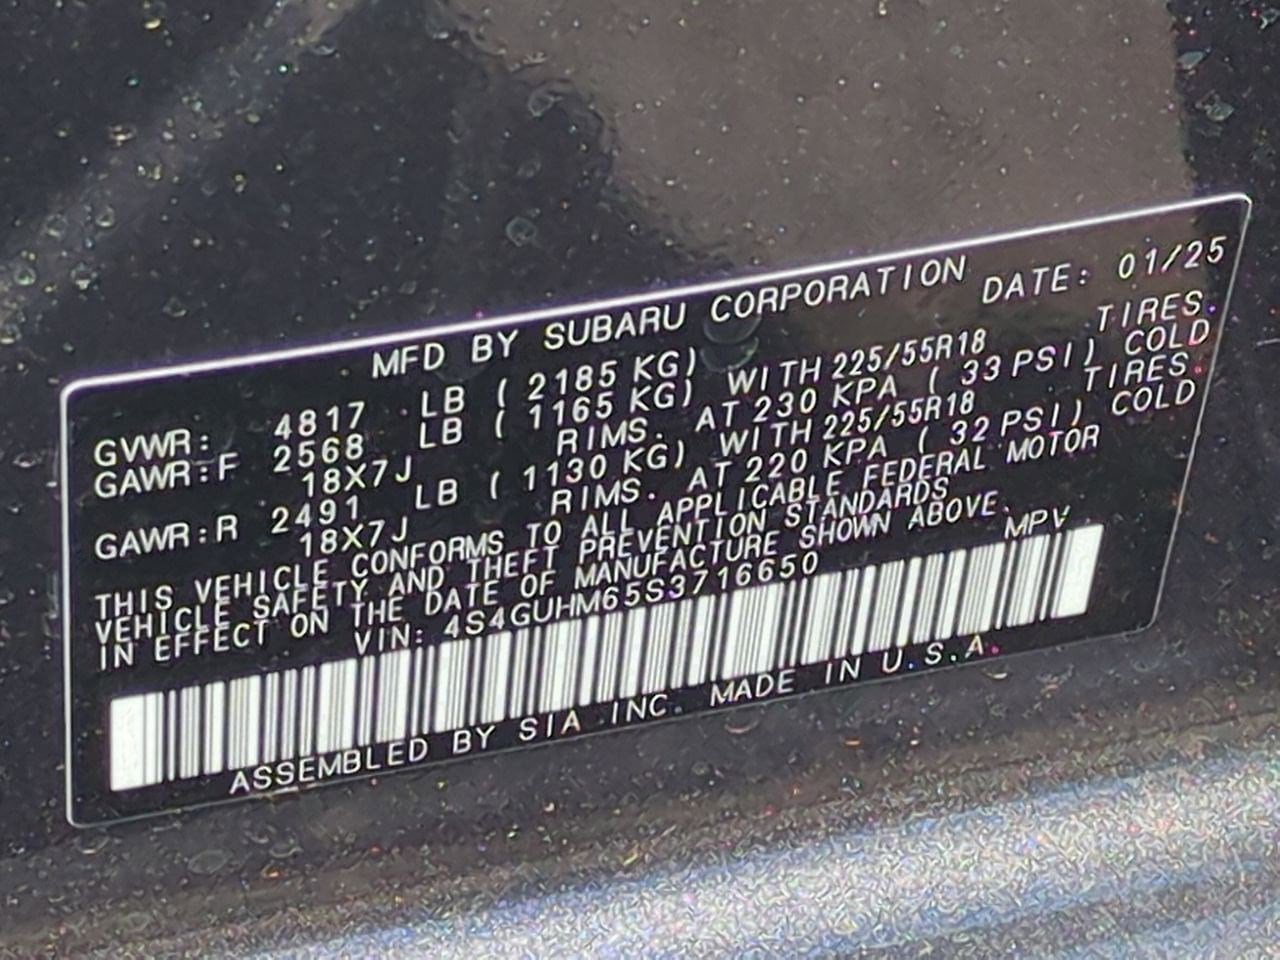 MFD BY SUBARU CORPORATION DATE: 01/25
GVWR: 4817 LB ( 2185 KG)
GAWR:F 2568 LB ( 1165 KG) WITH 225/55R18 TIRES.
18X7J RIMS. AT 230 KPA ( 33 PSI) COLD
GAWR:R 2491 LB ( 1130 KG) WITH 225/55R18 TIRES.
18X7J RIMS. AT 220 KPA ( 32 PSI) COLD
THIS VEHICLE CONFORMS TO ALL APPLICABLE FEDERAL MOTOR
VEHICLE SAFETY AND THEFT PREVENTION STANDARDS
IN EFFECT ON THE DATE OF MANUFACTURE SHOWN ABOVE.
VIN: 4S4GUHM65S3716650 MPV
ASSEMBLED BY SIA INC. MADE IN U.S.A.